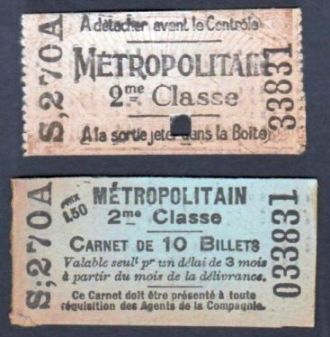 A détacher avant le Contrôle
S;270A
MÉTROPOLITAIN
2me Classe
33831
A la sortie jeter dans la Boîte
S;270A
PRIX
1.50
MÉTROPOLITAIN
2me Classe
CARNET DE 10 BILLETS
Valable seult pr un délai de 3 mois
à partir du mois de la délivrance.
Ce Carnet doit être présenté à toute
réquisition des Agents de la Compagnie.
033831